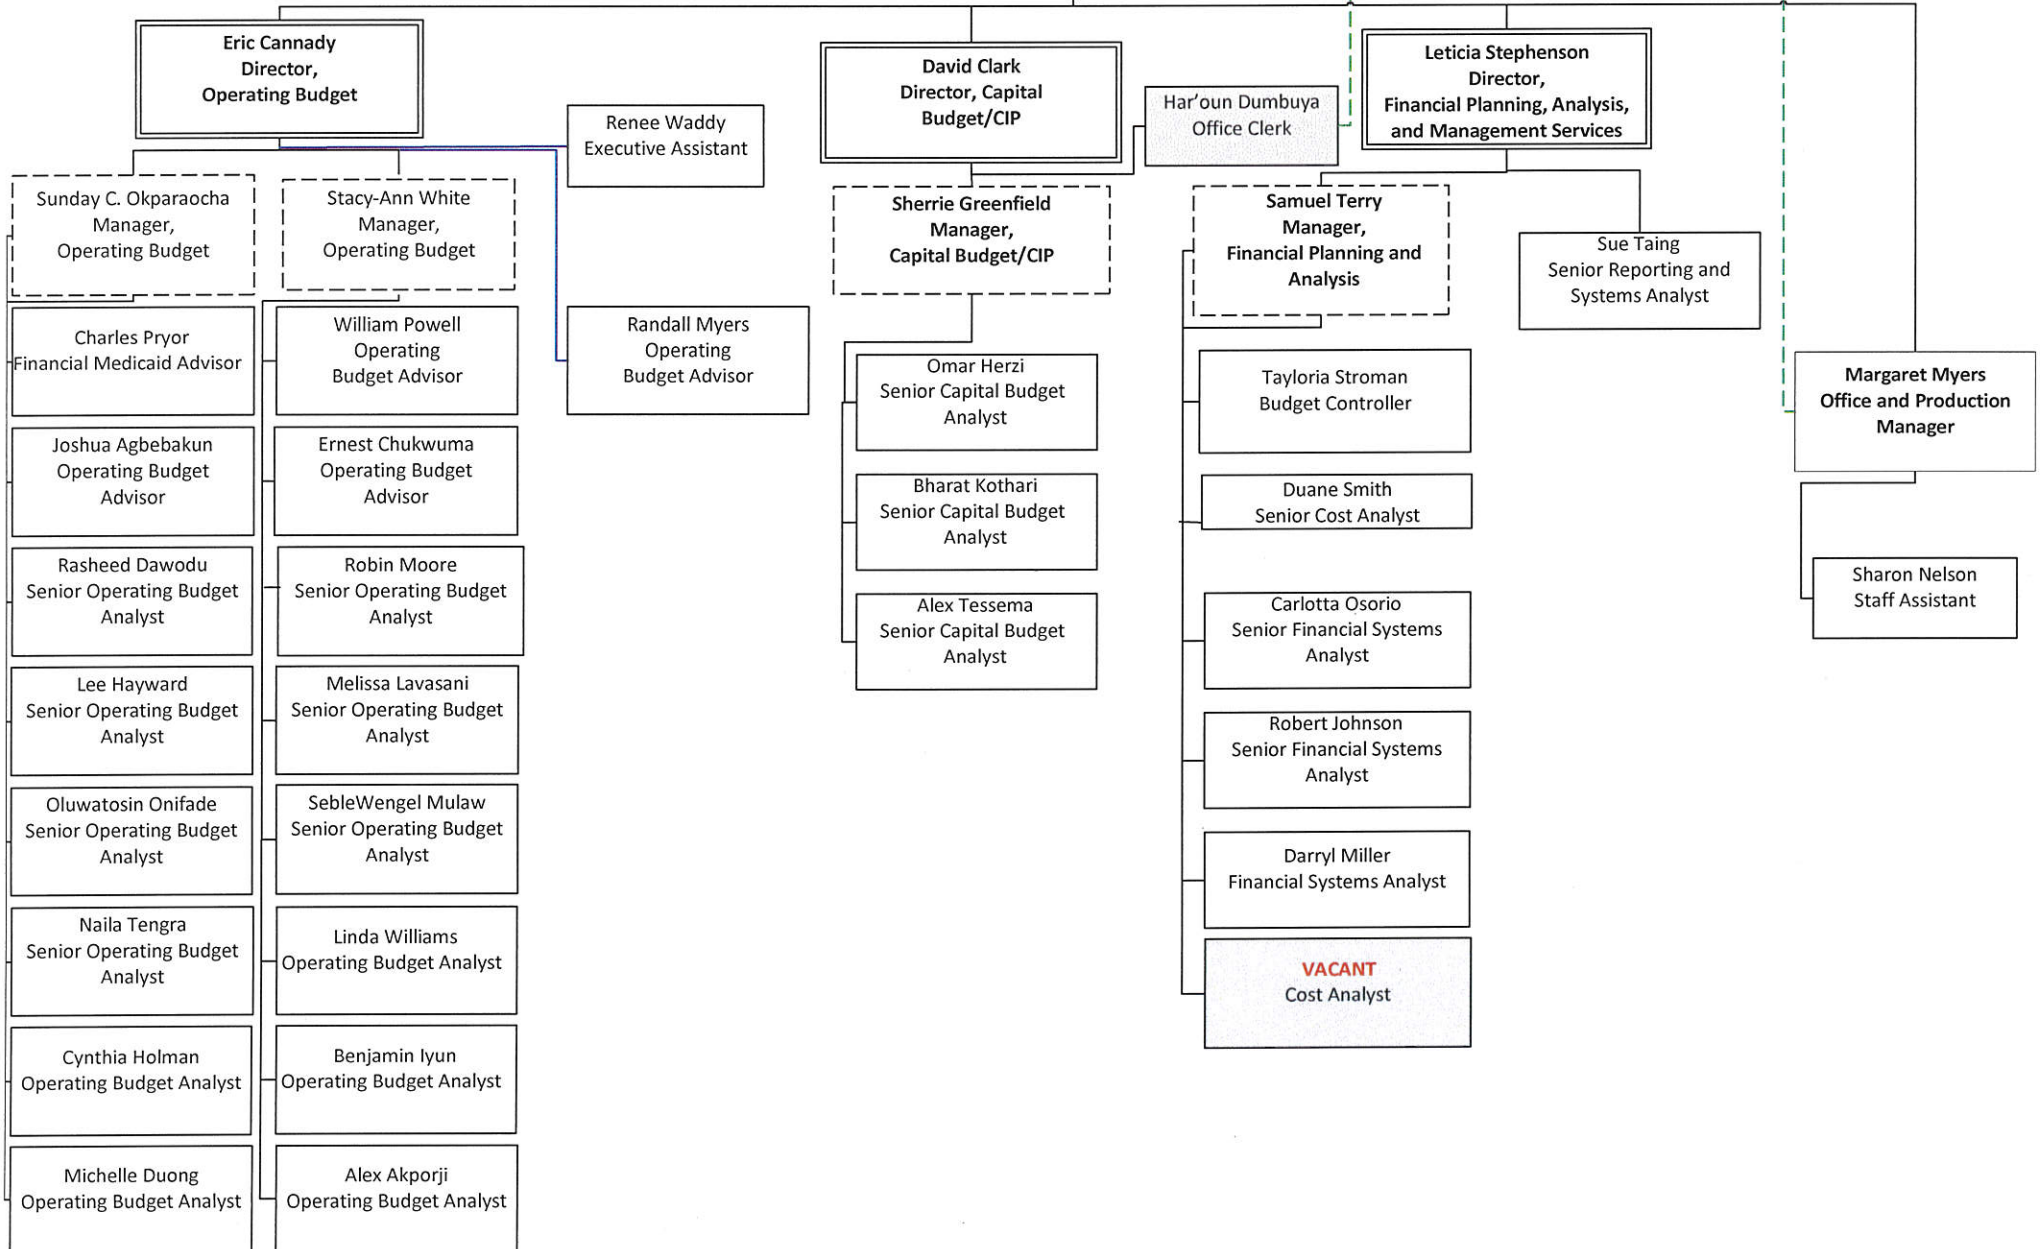 Eric Cannady
Director,
Operating Budget
Renee Waddy
Executive Assistant
David Clark
Director, Capital
Budget/CIP
Har’oun Dumbuya
Office Clerk
Leticia Stephenson
Director,
Financial Planning, Analysis,
and Management Services
Sunday C. Okparaocha
Manager,
Operating Budget
Stacy-Ann White
Manager,
Operating Budget
Sherrie Greenfield
Manager,
Capital Budget/CIP
Samuel Terry
Manager,
Financial Planning and
Analysis
Sue Taing
Senior Reporting and
Systems Analyst
Charles Pryor
Financial Medicaid Advisor
William Powell
Operating
Budget Advisor
Randall Myers
Operating
Budget Advisor
Omar Herzi
Senior Capital Budget
Analyst
Tayloria Stroman
Budget Controller
Margaret Myers
Office and Production
Manager
Joshua Agbebakun
Operating Budget
Advisor
Ernest Chukwuma
Operating Budget
Advisor
Bharat Kothari
Senior Capital Budget
Analyst
Duane Smith
Senior Cost Analyst
Rasheed Dawodu
Senior Operating Budget
Analyst
Robin Moore
Senior Operating Budget
Analyst
Alex Tessema
Senior Capital Budget
Analyst
Carlotta Osorio
Senior Financial Systems
Analyst
Sharon Nelson
Staff Assistant
Lee Hayward
Senior Operating Budget
Analyst
Melissa Lavasani
Senior Operating Budget
Analyst
Robert Johnson
Senior Financial Systems
Analyst
Oluwatosin Onifade
Senior Operating Budget
Analyst
SebleWengel Mulaw
Senior Operating Budget
Analyst
Darryl Miller
Financial Systems Analyst
Naila Tengra
Senior Operating Budget
Analyst
Linda Williams
Operating Budget Analyst
VACANT
Cost Analyst
Cynthia Holman
Operating Budget Analyst
Benjamin Iyun
Operating Budget Analyst
Michelle Duong
Operating Budget Analyst
Alex Akporji
Operating Budget Analyst